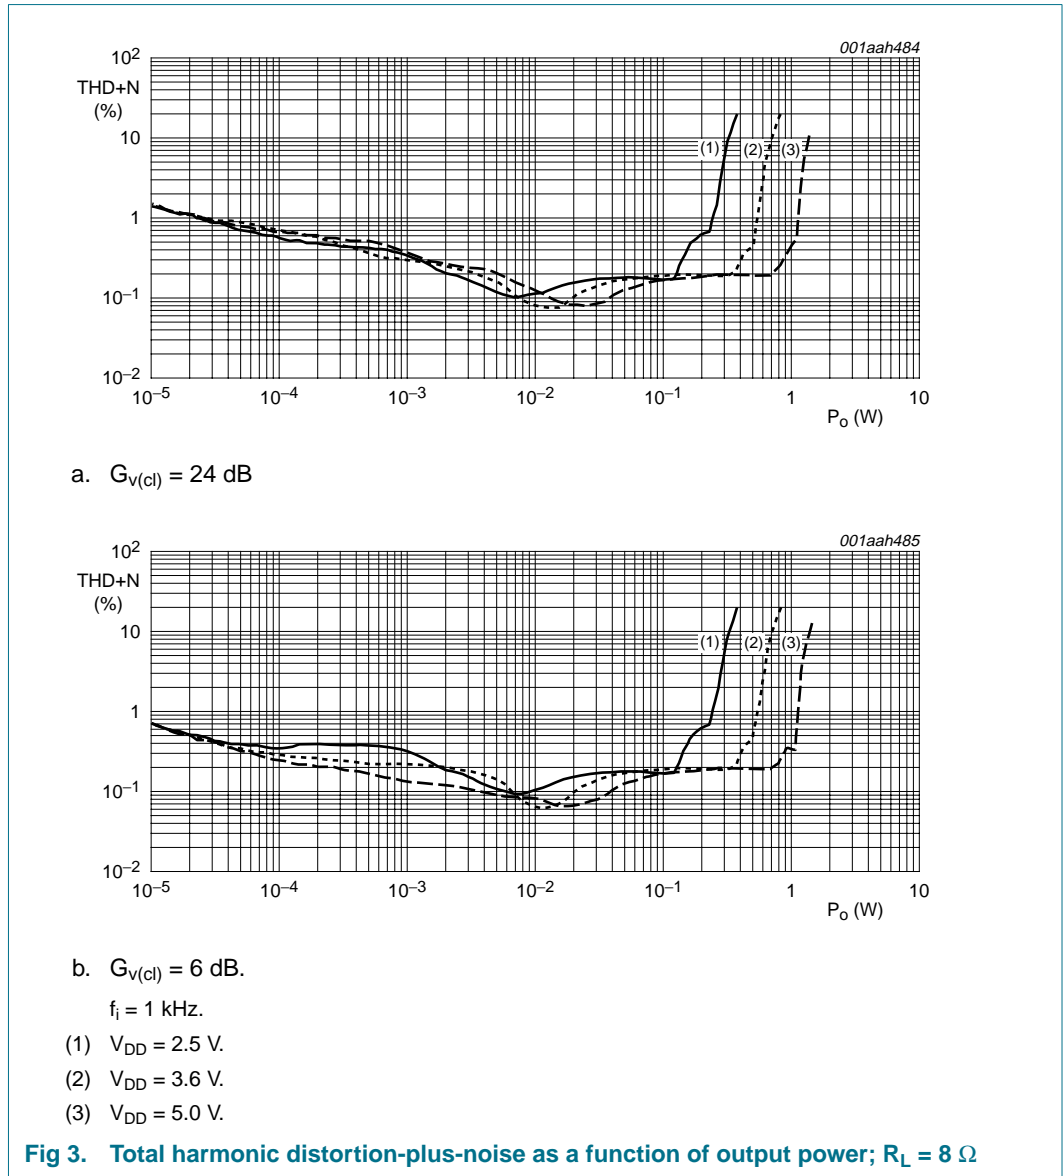 001aah484
10²
THD+N
(%)
10
1
10⁻¹
10⁻²
(1) (2) (3)
10⁻⁵ 10⁻⁴ 10⁻³ 10⁻² 10⁻¹ 1 10
Pₒ (W)
a. G_v(cl) = 24 dB
001aah485
10²
THD+N
(%)
10
1
10⁻¹
10⁻²
(1) (2) (3)
10⁻⁵ 10⁻⁴ 10⁻³ 10⁻² 10⁻¹ 1 10
Pₒ (W)
b. G_v(cl) = 6 dB.
fᵢ = 1 kHz.
(1) V_DD = 2.5 V.
(2) V_DD = 3.6 V.
(3) V_DD = 5.0 V.
Fig 3. Total harmonic distortion-plus-noise as a function of output power; R_L = 8 Ω